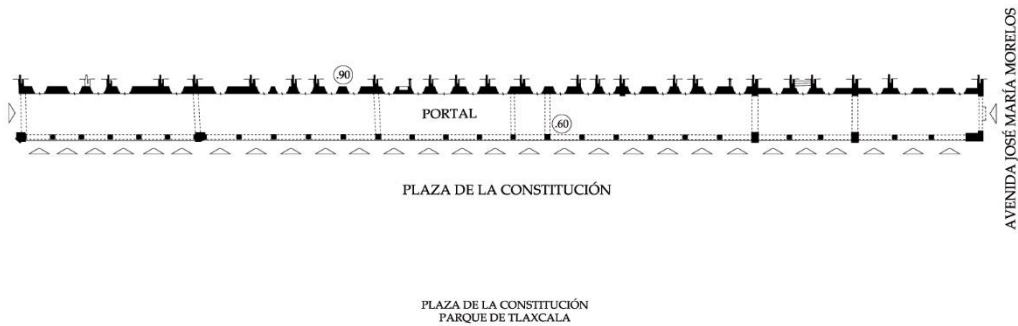 AVENIDA JOSÉ MARÍA MORELOS
.90
PORTAL
.60
PLAZA DE LA CONSTITUCIÓN
PLAZA DE LA CONSTITUCIÓN
PARQUE DE TLAXCALA